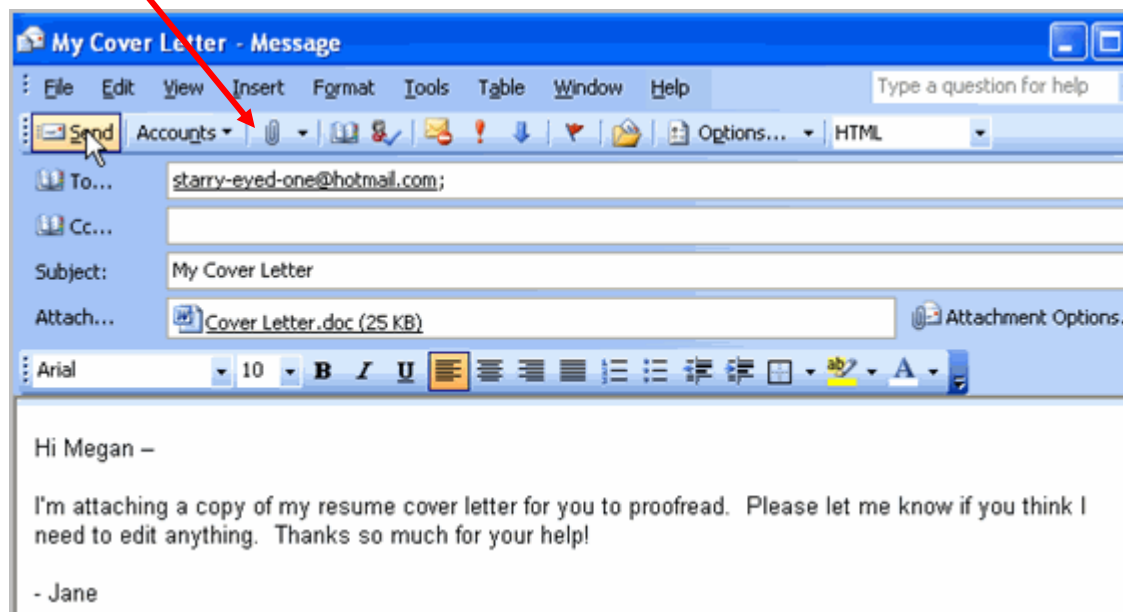 My Cover Letter - Message
File Edit View Insert Format Tools Table Window Help Type a question for help
Send Accounts Options... HTML
To... starry-eyed-one@hotmail.com;
Cc...
Subject: My Cover Letter
Attach... Cover Letter.doc (25 KB) Attachment Options.
Arial 10 B I U ab A
Hi Megan –
I'm attaching a copy of my resume cover letter for you to proofread. Please let me know if you think I
need to edit anything. Thanks so much for your help!
- Jane